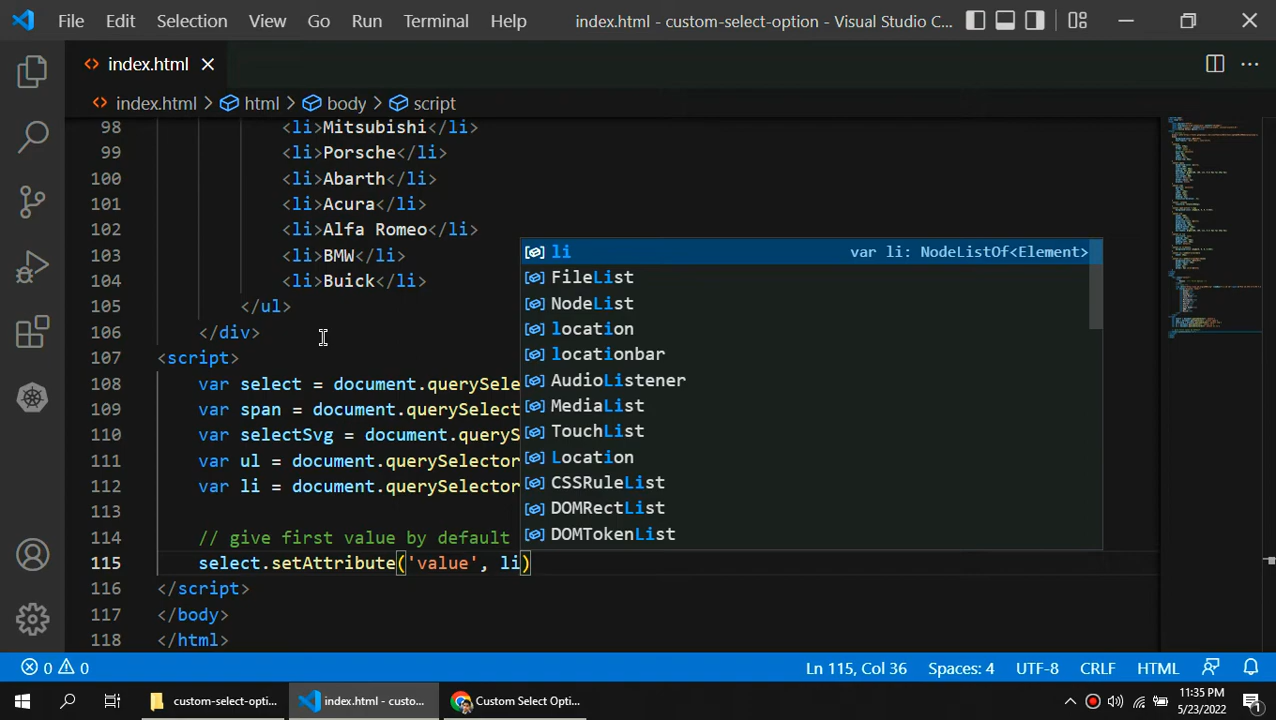 File Edit Selection View Go Run Terminal Help index.html - custom-select-option - Visual Studio C...
index.html
index.html > html > body > script
98 <li>Mitsubishi</li>
99 <li>Porsche</li>
100 <li>Abarth</li>
101 <li>Acura</li>
102 <li>Alfa Romeo</li>
103 <li>BMW</li>
104 <li>Buick</li>
105 </ul>
106 </div>
107 <script>
108 var select = document.querySele
109 var span = document.querySelect
110 var selectSvg = document.queryS
111 var ul = document.querySelector
112 var li = document.querySelector
113
114 // give first value by default
115 select.setAttribute('value', li)
116 </script>
117 </body>
118 </html>
li var li: NodeListOf<Element>
FileList
NodeList
location
locationbar
AudioListener
MediaList
TouchList
Location
CSSRuleList
DOMRectList
DOMTokenList
0 0 Ln 115, Col 36 Spaces: 4 UTF-8 CRLF HTML
custom-select-opti... index.html - custo... Custom Select Opti...
11:35 PM
5/23/2022
1